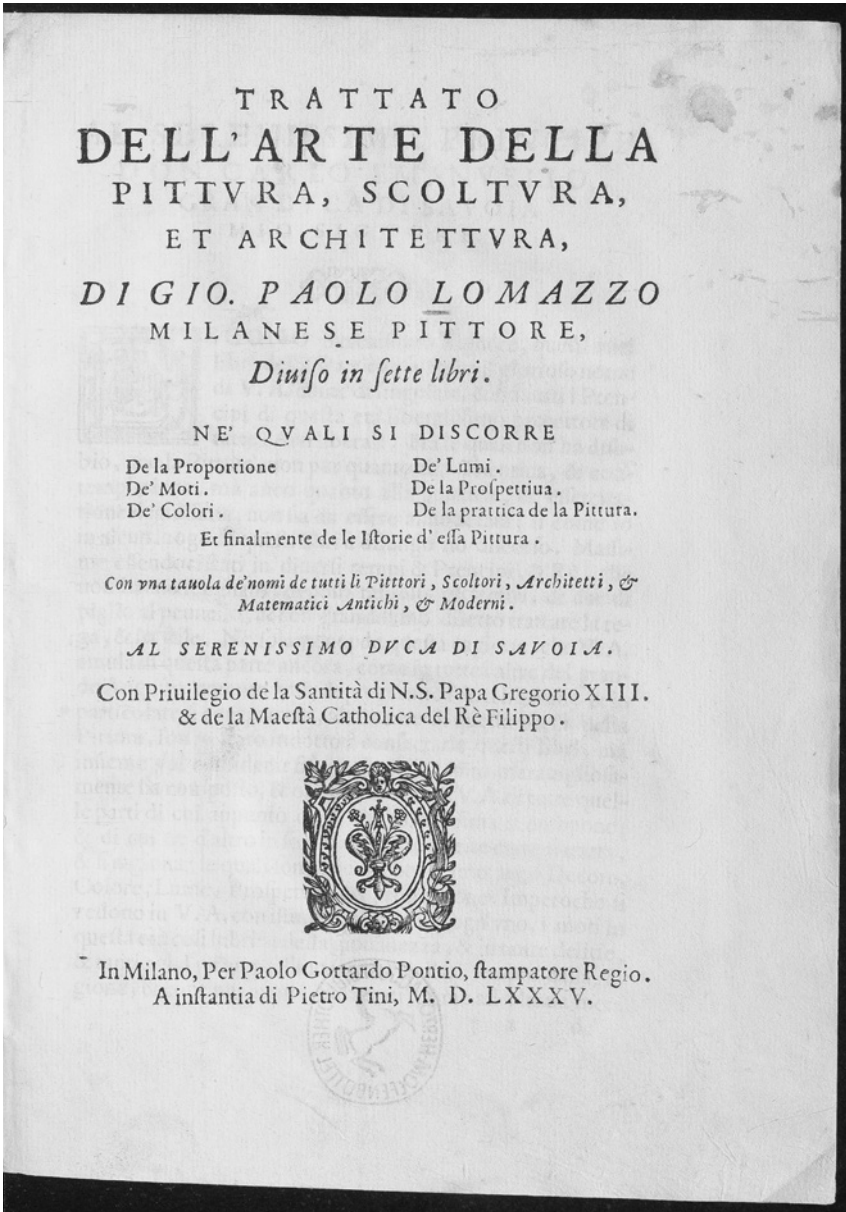 TRATTATO
DELL'ARTE DELLA
PITTVRA, SCOLTVRA,
ET ARCHITETTVRA,
DI GIO. PAOLO LOMAZZO
MILANESE PITTORE,
Diuiſo in ſette libri.
NE' QVALI SI DISCORRE
De la Proportione
De' Moti.
De' Colori.
De' Lumi.
De la Proſpettiua.
De la prattica de la Pittura.
Et finalmente de le Iſtorie d' eſſa Pittura.
Con vna tauola de' nomi de tutti li Pitttori, Scoltori, Architetti, &
Matematici Antichi, & Moderni.
AL SERENISSIMO DVCA DI SAVOIA.
Con Priuilegio de la Santità di N.S. Papa Gregorio XIII.
& de la Maeſtà Catholica del Rè Filippo.
In Milano, Per Paolo Gottardo Pontio, ſtampatore Regio.
A inſtantia di Pietro Tini, M. D. LXXXV.